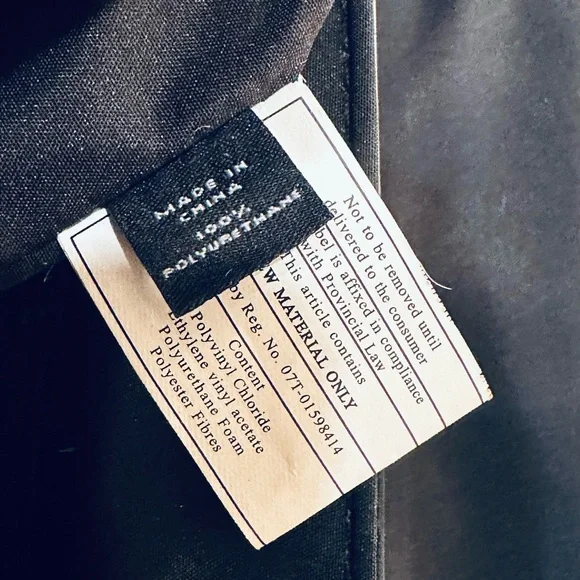 MADE IN
CHINA
100%
POLYURETHANE
Not to be removed until
delivered to the consumer
is affixed in compliance
with Provincial Law
This article contains
MATERIAL ONLY
by Reg. No. 07T-01598414
Content
Polyvinyl Chloride
Ethylene vinyl acetate
Polyurethane Foam
Polyester Fibres